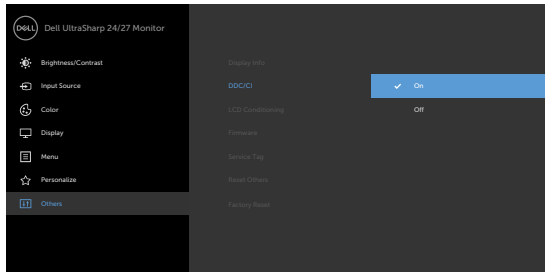 DELL
Dell UltraSharp 24/27 Monitor
Brightness/Contrast
Input Source
Color
Display
Menu
Personalize
Others
Display Info
DDC/CI
LCD Conditioning
Firmware
Service Tag
Reset Others
Factory Reset
On
Off